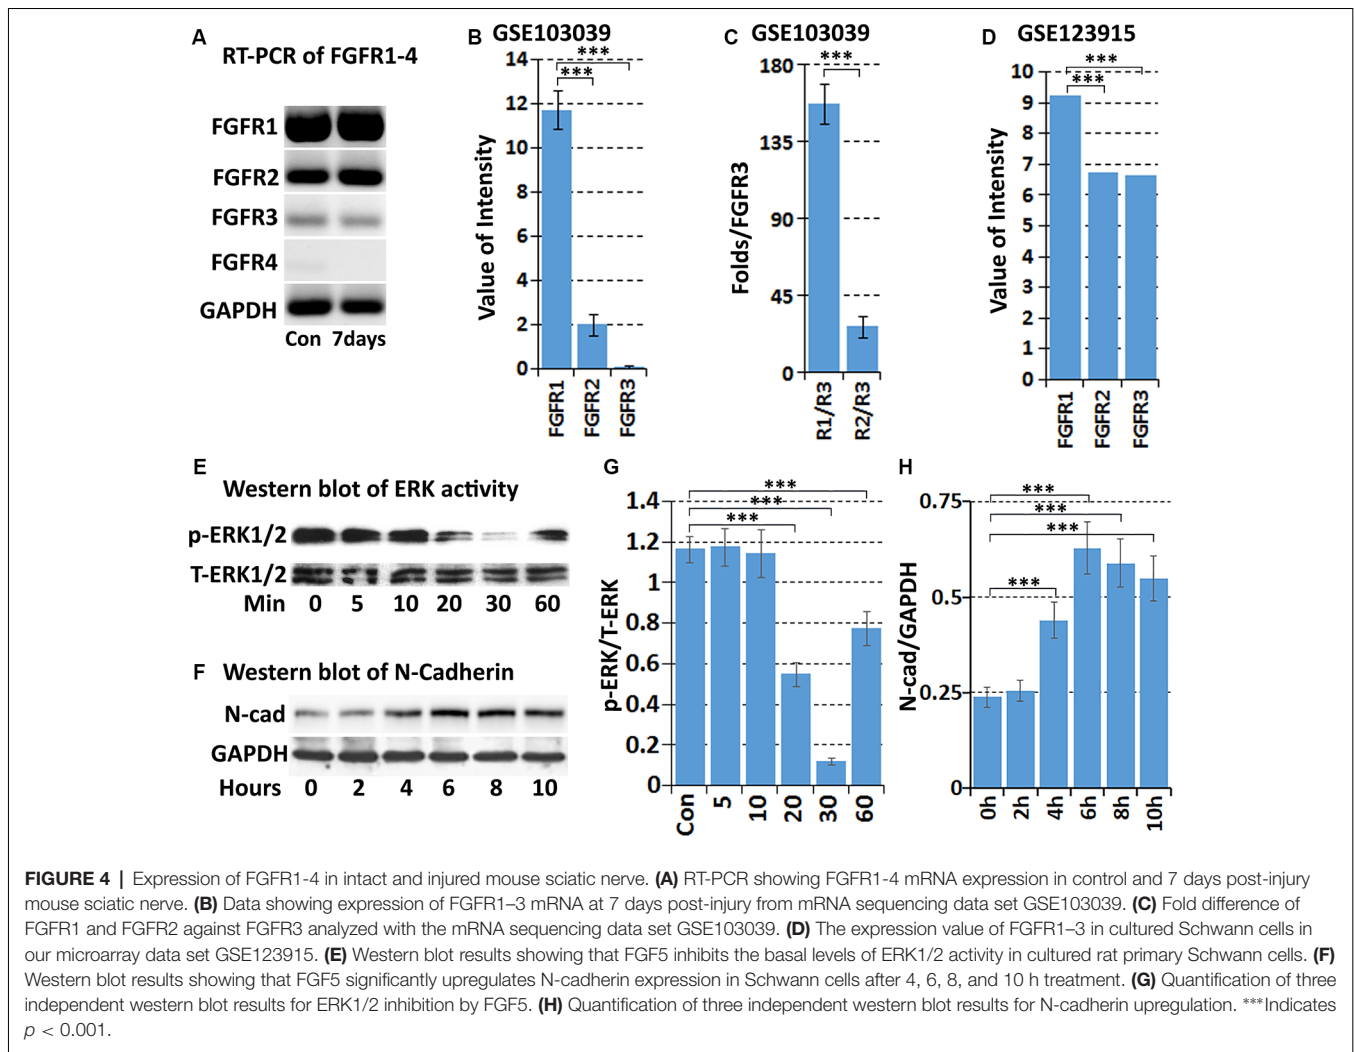 A
RT-PCR of FGFR1-4
FGFR1
FGFR2
FGFR3
FGFR4
GAPDH
Con 7days
B
GSE103039
***
***
Value of Intensity
14
12
10
8
6
4
2
0
FGFR1
FGFR2
FGFR3
C
GSE103039
***
Folds/FGFR3
180
135
90
45
0
R1/R3
R2/R3
D
GSE123915
***
***
Value of Intensity
10
9
8
7
6
5
4
3
2
1
0
FGFR1
FGFR2
FGFR3
E
Western blot of ERK activity
p-ERK1/2
T-ERK1/2
Min 0 5 10 20 30 60
F
Western blot of N-Cadherin
N-cad
GAPDH
Hours 0 2 4 6 8 10
G
***
***
***
p-ERK/T-ERK
1.4
1.2
1
0.8
0.6
0.4
0.2
0
Con
5
10
20
30
60
H
***
***
***
***
N-cad/GAPDH
0.75
0.5
0.25
0
0h
2h
4h
6h
8h
10h
FIGURE 4 | Expression of FGFR1-4 in intact and injured mouse sciatic nerve. (A) RT-PCR showing FGFR1-4 mRNA expression in control and 7 days post-injury
mouse sciatic nerve. (B) Data showing expression of FGFR1–3 mRNA at 7 days post-injury from mRNA sequencing data set GSE103039. (C) Fold difference of
FGFR1 and FGFR2 against FGFR3 analyzed with the mRNA sequencing data set GSE103039. (D) The expression value of FGFR1–3 in cultured Schwann cells in
our microarray data set GSE123915. (E) Western blot results showing that FGF5 inhibits the basal levels of ERK1/2 activity in cultured rat primary Schwann cells. (F)
Western blot results showing that FGF5 significantly upregulates N-cadherin expression in Schwann cells after 4, 6, 8, and 10 h treatment. (G) Quantification of three
independent western blot results for ERK1/2 inhibition by FGF5. (H) Quantification of three independent western blot results for N-cadherin upregulation. ***Indicates
p < 0.001.